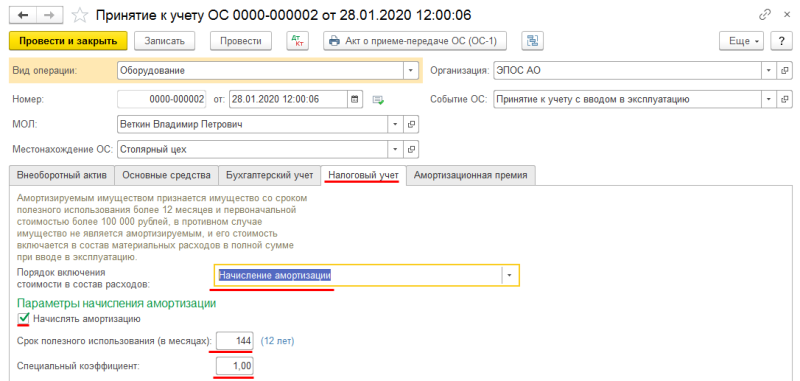 Принятие к учету ОС 0000-000002 от 28.01.2020 12:00:06
Провести и закрыть Записать Провести Дт Кт Акт о приеме-передаче ОС (ОС-1) Еще ?
Вид операции: Оборудование Организация: ЭПОС АО
Номер: 0000-000002 от: 28.01.2020 12:00:06 Событие ОС: Принятие к учету с вводом в эксплуатацию
МОЛ: Веткин Владимир Петрович
Местонахождение ОС: Столярный цех
Внеоборотный актив Основные средства Бухгалтерский учет Налоговый учет Амортизационная премия
Амортизируемым имуществом признается имущество со сроком
полезного использования более 12 месяцев и первоначальной
стоимостью более 100 000 рублей, в противном случае
имущество не является амортизируемым, и его стоимость
включается в состав материальных расходов в полной сумме
при вводе в эксплуатацию.
Порядок включения
стоимости в состав расходов: Начисление амортизации
Параметры начисления амортизации
Начислять амортизацию
Срок полезного использования (в месяцах): 144 (12 лет)
Специальный коэффициент: 1,00